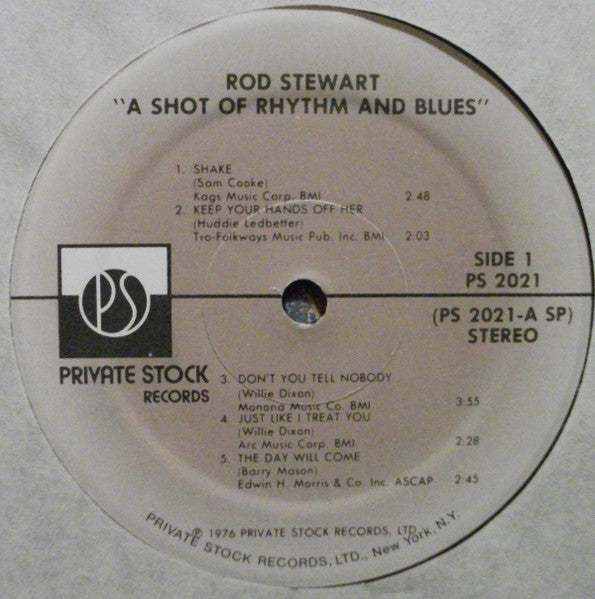 ROD STEWART
"A SHOT OF RHYTHM AND BLUES"
1. SHAKE
(Sam Cooke)
Kags Music Corp. BMI 2:48
2. KEEP YOUR HANDS OFF HER
(Huddie Ledbetter)
Tro-Folkways Music Pub. Inc. BMI 2:03
SIDE 1
PS 2021
(PS 2021-A SP)
STEREO
PS
PRIVATE STOCK
RECORDS
3. DON'T YOU TELL NOBODY
(Willie Dixon)
Monona Music Co. BMI 3:55
4. JUST LIKE I TREAT YOU
(Willie Dixon)
Arc Music Corp. BMI 2:28
5. THE DAY WILL COME
(Barry Mason)
Edwin H. Morris & Co. Inc. ASCAP 2:45
℗ 1976 PRIVATE STOCK RECORDS, LTD.
PRIVATE STOCK RECORDS, LTD., New York, N.Y.